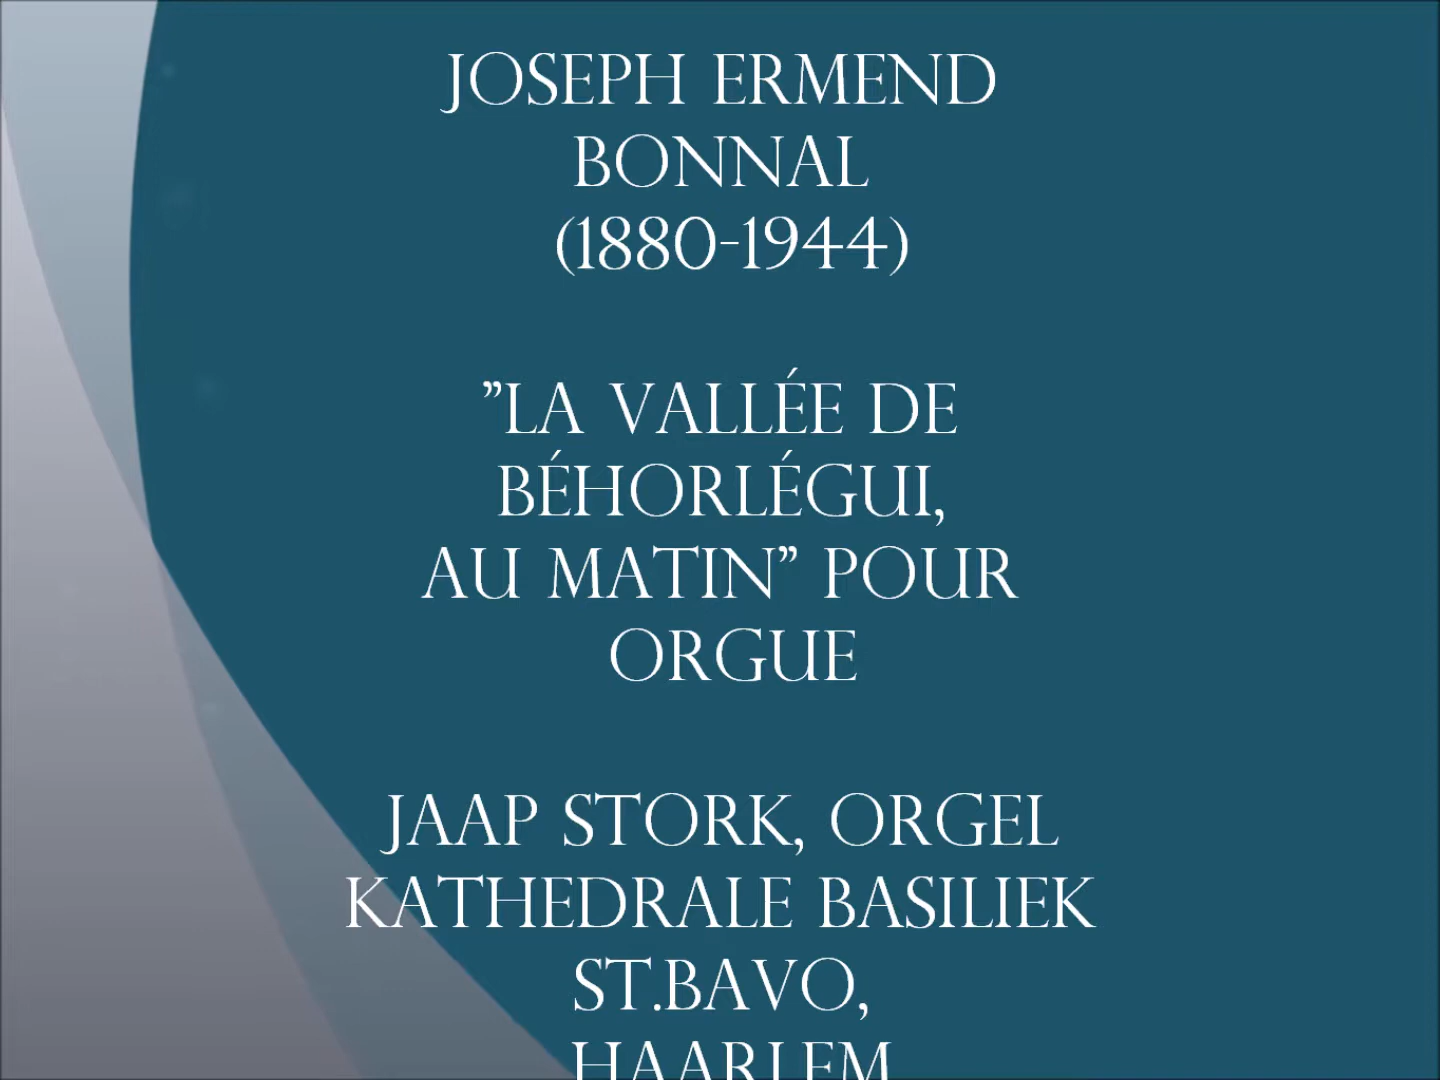 JOSEPH ERMEND
BONNAL
(1880-1944)
”LA VALLÉE DE
BÉHORLÉGUI,
AU MATIN” POUR
ORGUE
JAAP STORK, ORGEL
KATHEDRALE BASILIEK
ST.BAVO,
HAARLEM